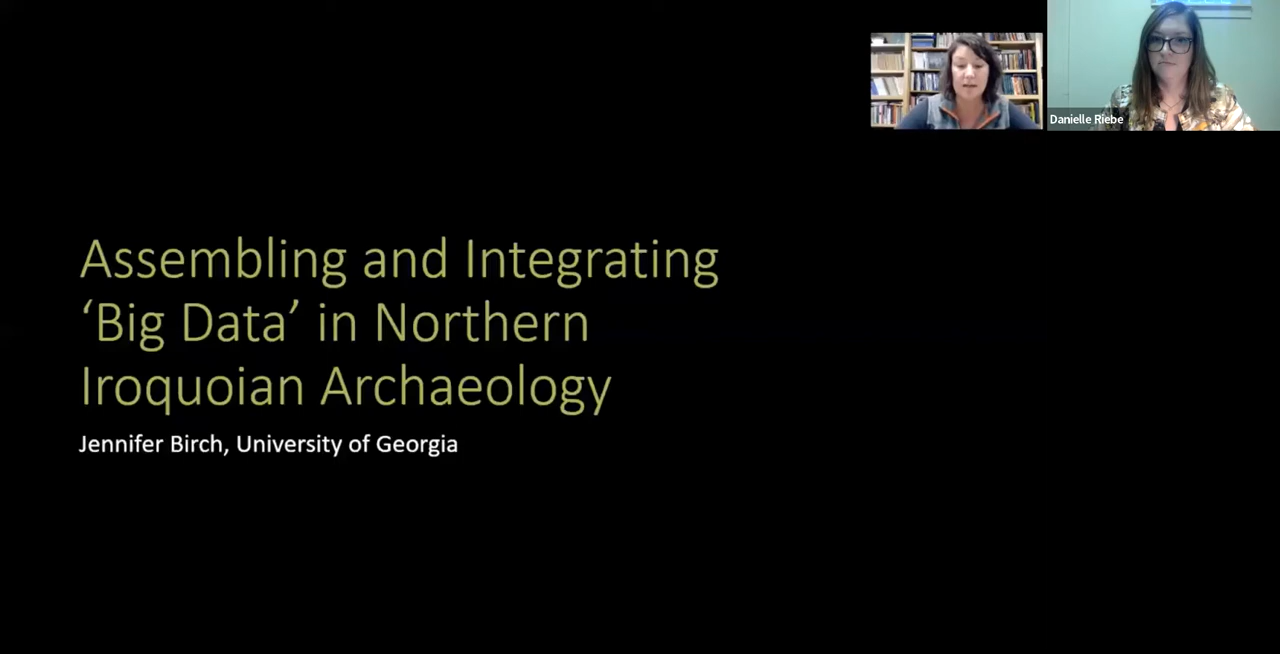 Danielle Riebe
Assembling and Integrating
‘Big Data’ in Northern
Iroquoian Archaeology
Jennifer Birch, University of Georgia